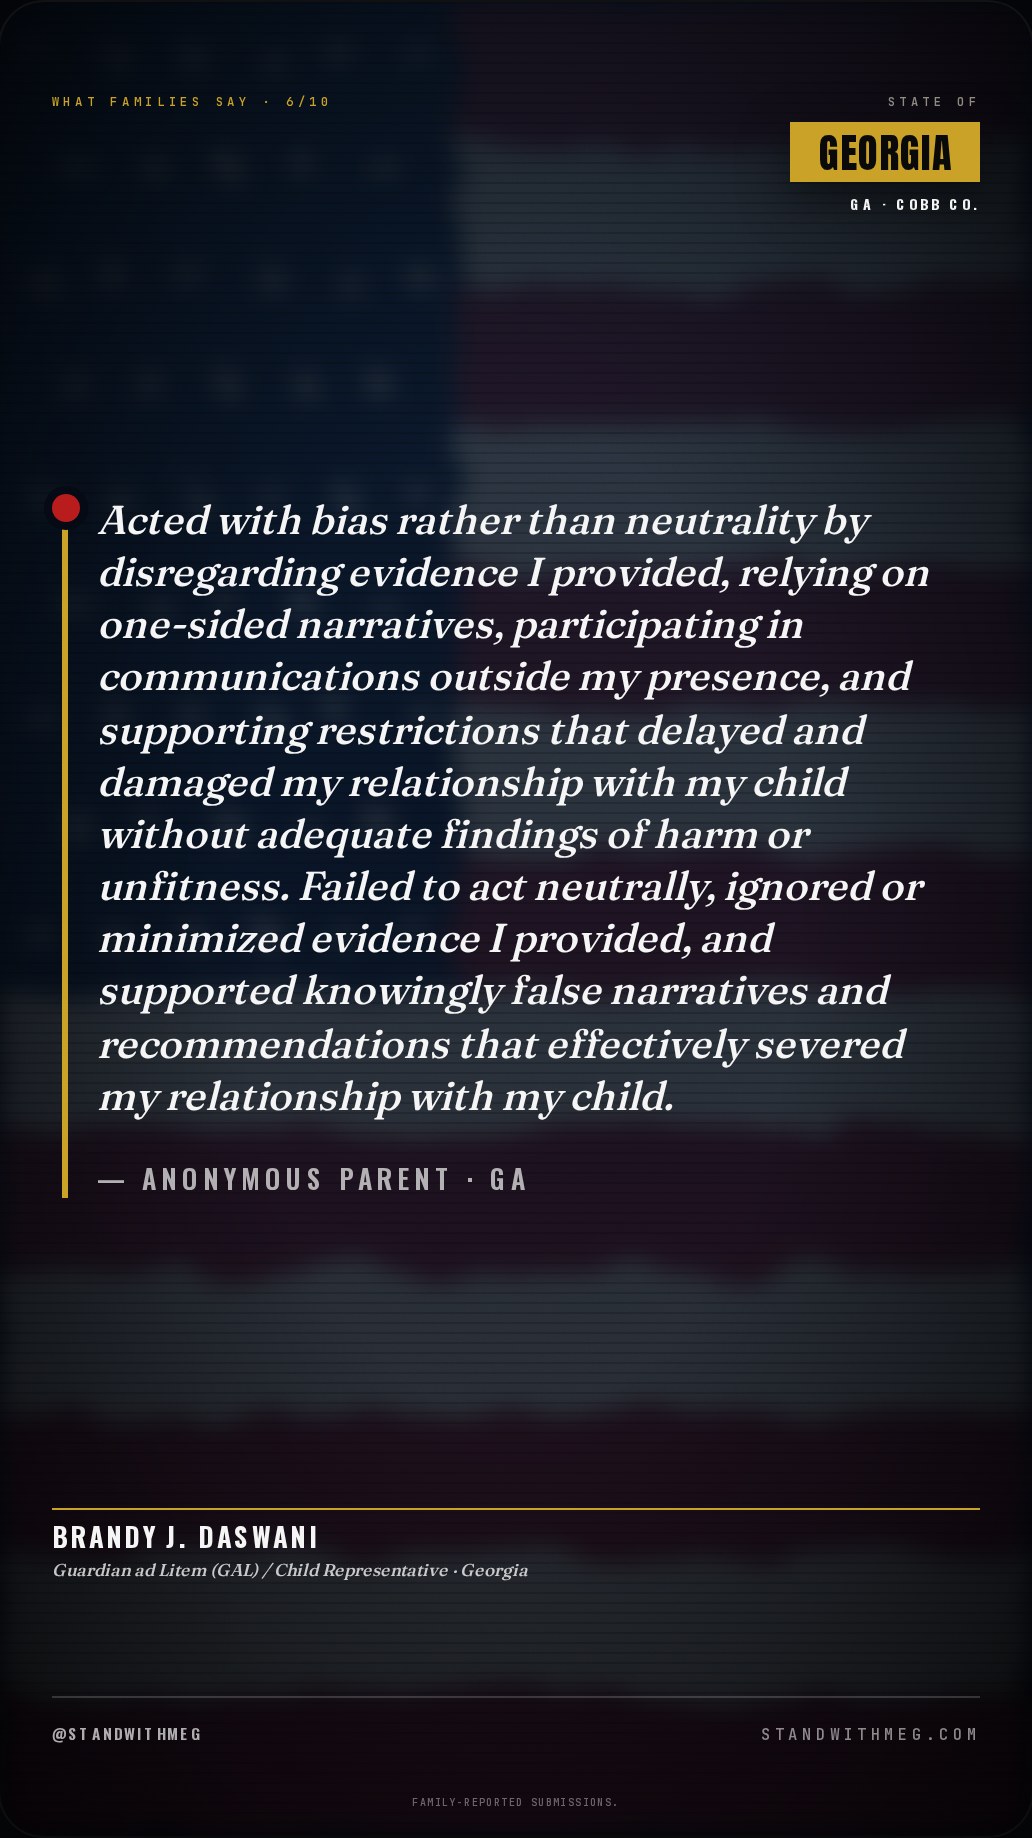 WHAT FAMILIES SAY · 6/10
STATE OF
GEORGIA
GA · COBB CO.
Acted with bias rather than neutrality by
disregarding evidence I provided, relying on
one-sided narratives, participating in
communications outside my presence, and
supporting restrictions that delayed and
damaged my relationship with my child
without adequate findings of harm or
unfitness. Failed to act neutrally, ignored or
minimized evidence I provided, and
supported knowingly false narratives and
recommendations that effectively severed
my relationship with my child.
— ANONYMOUS PARENT · GA
BRANDY J. DASWANI
Guardian ad Litem (GAL) / Child Representative · Georgia
@STANDWITHMEG
STANDWITHMEG.COM
FAMILY-REPORTED SUBMISSIONS.